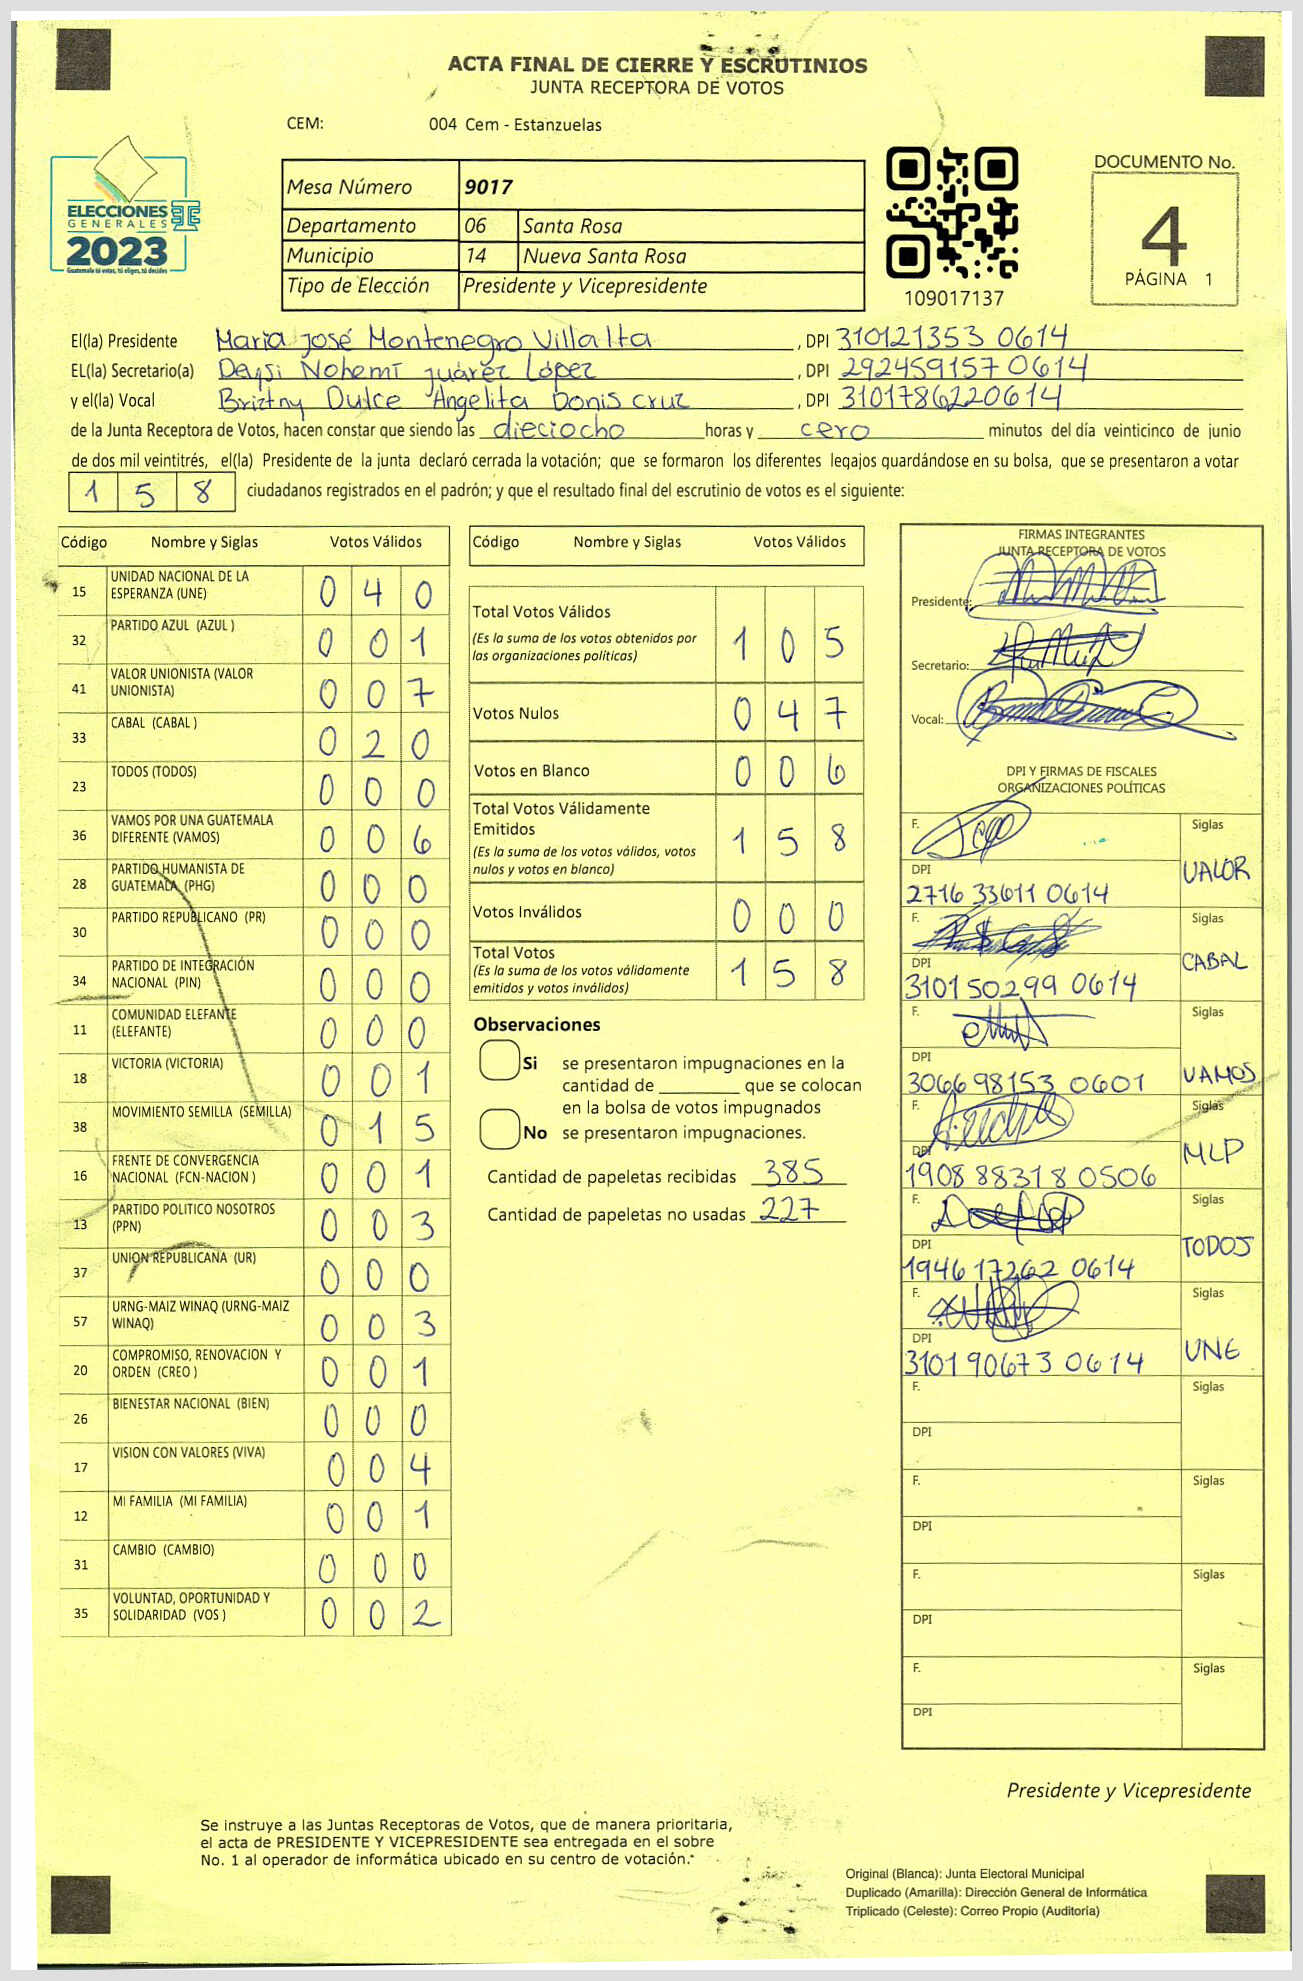 ACTA FINAL DE CIERRE Y ESCRUTINIOS
JUNTA RECEPTORA DE VOTOS
CEM: 004 Cem - Estanzuelas
ELECCIONES
GENERALES
2023
Guatemala tú votas, tú eliges, tú decides
Mesa Número 9017
Departamento 06 Santa Rosa
Municipio 14 Nueva Santa Rosa
Tipo de Elección Presidente y Vicepresidente
109017137
DOCUMENTO No.
4
PÁGINA 1
El(la) Presidente Maria José Montenegro Villalta, DPI 310121353 0614
EL(la) Secretario(a) Deysi Nohemi Juárez López, DPI 292459157 0614
y el(la) Vocal Briztny Dulce Angelita Donis Cruz, DPI 3101786220614
de la Junta Receptora de Votos, hacen constar que siendo las dieciocho horas y cero minutos del día veinticinco de junio
de dos mil veintitrés, el(la) Presidente de la junta declaró cerrada la votación; que se formaron los diferentes legajos guardándose en su bolsa, que se presentaron a votar
1 5 8 ciudadanos registrados en el padrón; y que el resultado final del escrutinio de votos es el siguiente:
Código Nombre y Siglas Votos Válidos
15 UNIDAD NACIONAL DE LA ESPERANZA (UNE) 0 4 0
32 PARTIDO AZUL (AZUL ) 0 0 1
41 VALOR UNIONISTA (VALOR UNIONISTA) 0 0 7
33 CABAL (CABAL ) 0 2 0
23 TODOS (TODOS) 0 0 0
36 VAMOS POR UNA GUATEMALA DIFERENTE (VAMOS) 0 0 6
28 PARTIDO HUMANISTA DE GUATEMALA (PHG) 0 0 0
30 PARTIDO REPUBLICANO (PR) 0 0 0
34 PARTIDO DE INTEGRACIÓN NACIONAL (PIN) 0 0 0
11 COMUNIDAD ELEFANTE (ELEFANTE) 0 0 0
18 VICTORIA (VICTORIA) 0 0 1
38 MOVIMIENTO SEMILLA (SEMILLA) 0 1 5
16 FRENTE DE CONVERGENCIA NACIONAL (FCN-NACION ) 0 0 1
13 PARTIDO POLITICO NOSOTROS (PPN) 0 0 3
37 UNION REPUBLICANA (UR) 0 0 0
57 URNG-MAIZ WINAQ (URNG-MAIZ WINAQ) 0 0 3
20 COMPROMISO, RENOVACION Y ORDEN (CREO ) 0 0 1
26 BIENESTAR NACIONAL (BIEN) 0 0 0
17 VISION CON VALORES (VIVA) 0 0 4
12 MI FAMILIA (MI FAMILIA) 0 0 1
31 CAMBIO (CAMBIO) 0 0 0
35 VOLUNTAD, OPORTUNIDAD Y SOLIDARIDAD (VOS ) 0 0 2
Código Nombre y Siglas Votos Válidos
Total Votos Válidos 1 0 5
(Es la suma de los votos obtenidos por
las organizaciones políticas)
Votos Nulos 0 4 7
Votos en Blanco 0 0 6
Total Votos Válidamente
Emitidos 1 5 8
(Es la suma de los votos válidos, votos
nulos y votos en blanco)
Votos Inválidos 0 0 0
Total Votos 1 5 8
(Es la suma de los votos válidamente
emitidos y votos inválidos)
Observaciones
Si se presentaron impugnaciones en la
cantidad de ________ que se colocan
en la bolsa de votos impugnados
No se presentaron impugnaciones.
Cantidad de papeletas recibidas 385
Cantidad de papeletas no usadas 227
FIRMAS INTEGRANTES
JUNTA RECEPTORA DE VOTOS
Presidente:
Secretario:
Vocal:
DPI Y FIRMAS DE FISCALES
ORGANIZACIONES POLÍTICAS
F. Siglas
DPI VALOR
2716 33611 0614
F. Siglas
DPI CABAL
3101 50299 0614
F. Siglas
DPI VAMOS
3066 98153 0601
F. Siglas
DPI MLP
1908 88318 0506
F. Siglas
DPI TODOS
1946 17262 0614
F. Siglas
DPI UNE
3101 90673 0614
F. Siglas
DPI
F. Siglas
DPI
F. Siglas
DPI
F. Siglas
DPI
Presidente y Vicepresidente
Se instruye a las Juntas Receptoras de Votos, que de manera prioritaria,
el acta de PRESIDENTE Y VICEPRESIDENTE sea entregada en el sobre
No. 1 al operador de informática ubicado en su centro de votación.
Original (Blanca): Junta Electoral Municipal
Duplicado (Amarilla): Dirección General de Informática
Triplicado (Celeste): Correo Propio (Auditoría)